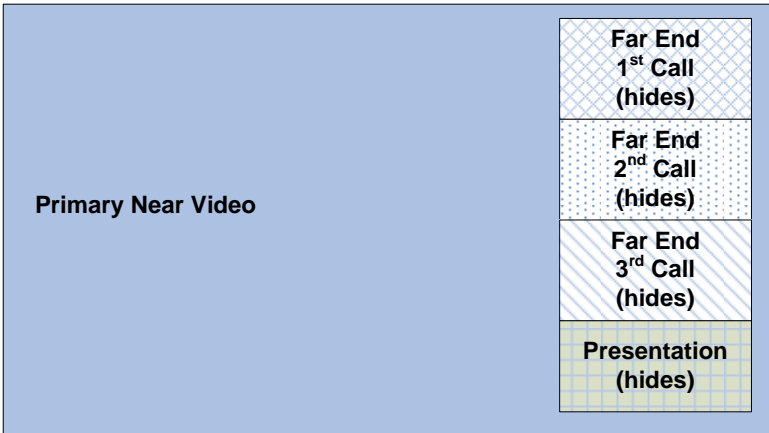 Far End
1st Call
(hides)
Far End
2nd Call
(hides)
Primary Near Video
Far End
3rd Call
(hides)
Presentation
(hides)